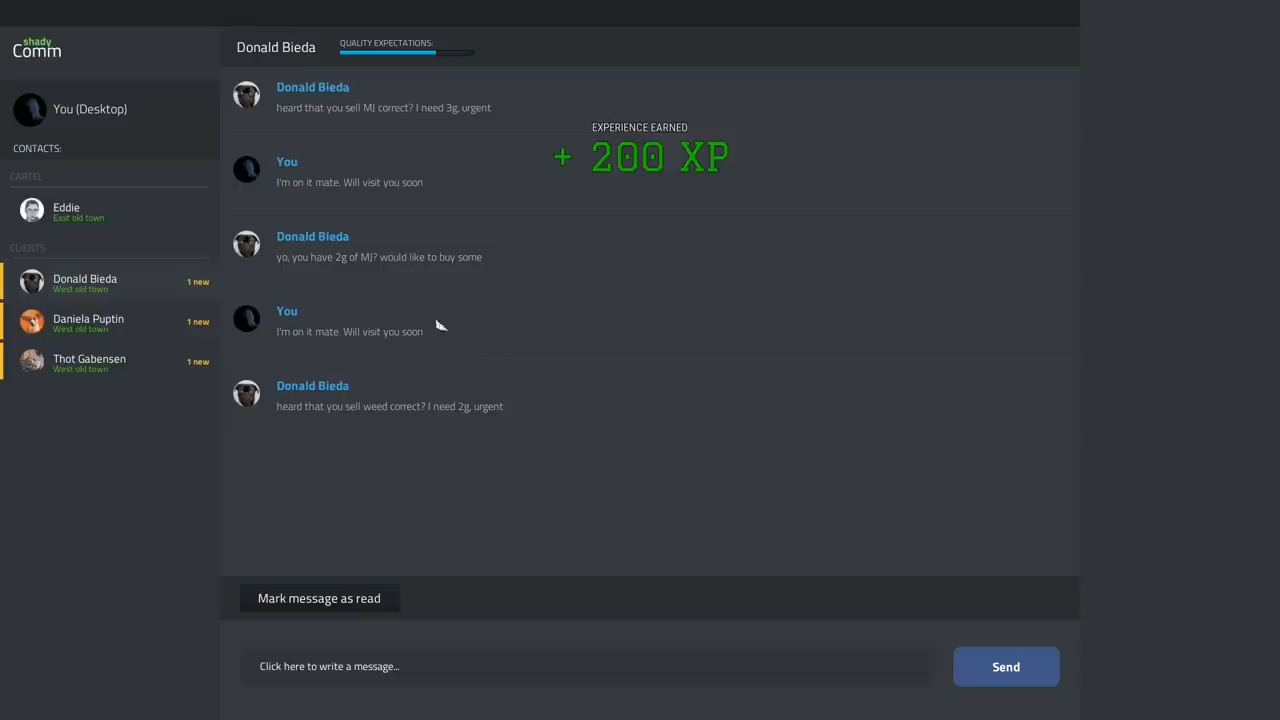 shady
Comm
You (Desktop)
CONTACTS:
CARTEL
Eddie
East old town
CLIENTS
Donald Bieda
West old town
1 new
Daniela Puptin
West old town
1 new
Thot Gabensen
West old town
1 new
Donald Bieda
QUALITY EXPECTATIONS:
Donald Bieda
heard that you sell MJ correct? I need 3g, urgent
EXPERIENCE EARNED
+ 200 XP
You
I'm on it mate. Will visit you soon
Donald Bieda
yo, you have 2g of MJ? would like to buy some
You
I'm on it mate. Will visit you soon
Donald Bieda
heard that you sell weed correct? I need 2g, urgent
Mark message as read
Click here to write a message...
Send